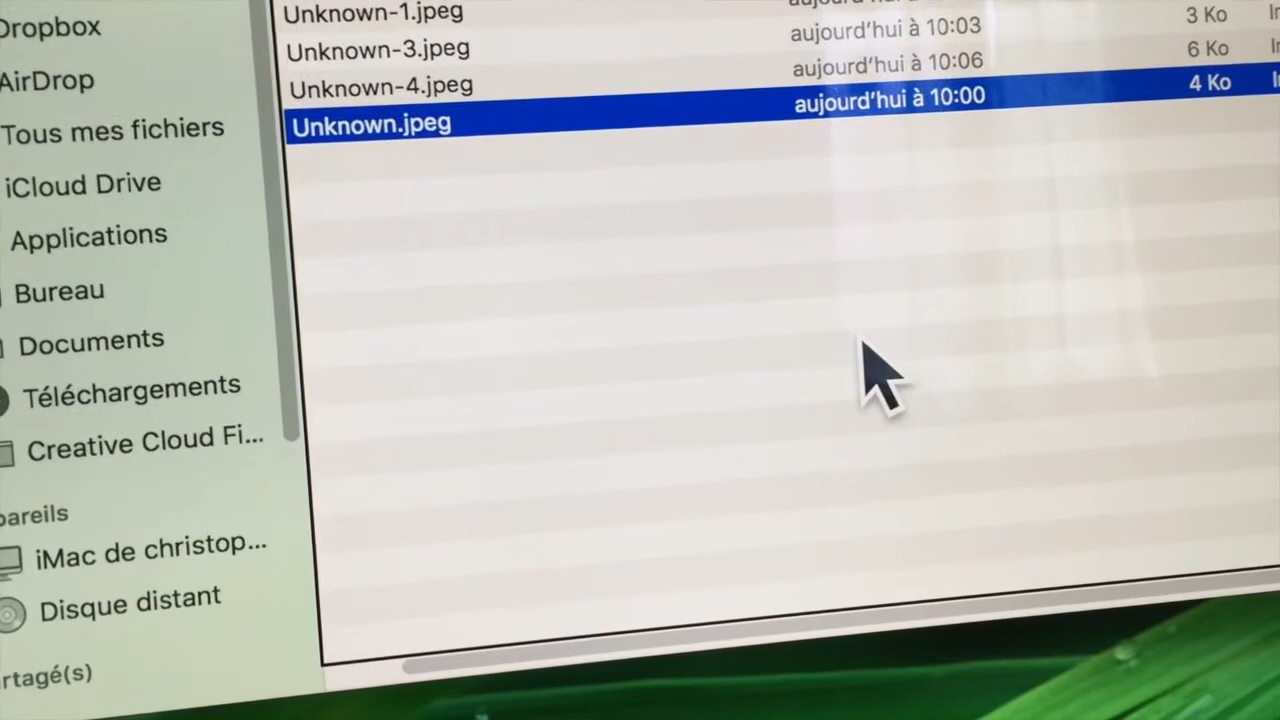 Dropbox
AirDrop
Tous mes fichiers
iCloud Drive
Applications
Bureau
Documents
Téléchargements
Creative Cloud Fi...
iMac de christop...
Disque distant
Unknown-1.jpeg
Unknown-3.jpeg aujourd'hui à 10:03 3 Ko
Unknown-4.jpeg aujourd'hui à 10:06 6 Ko
Unknown.jpeg aujourd'hui à 10:00 4 Ko